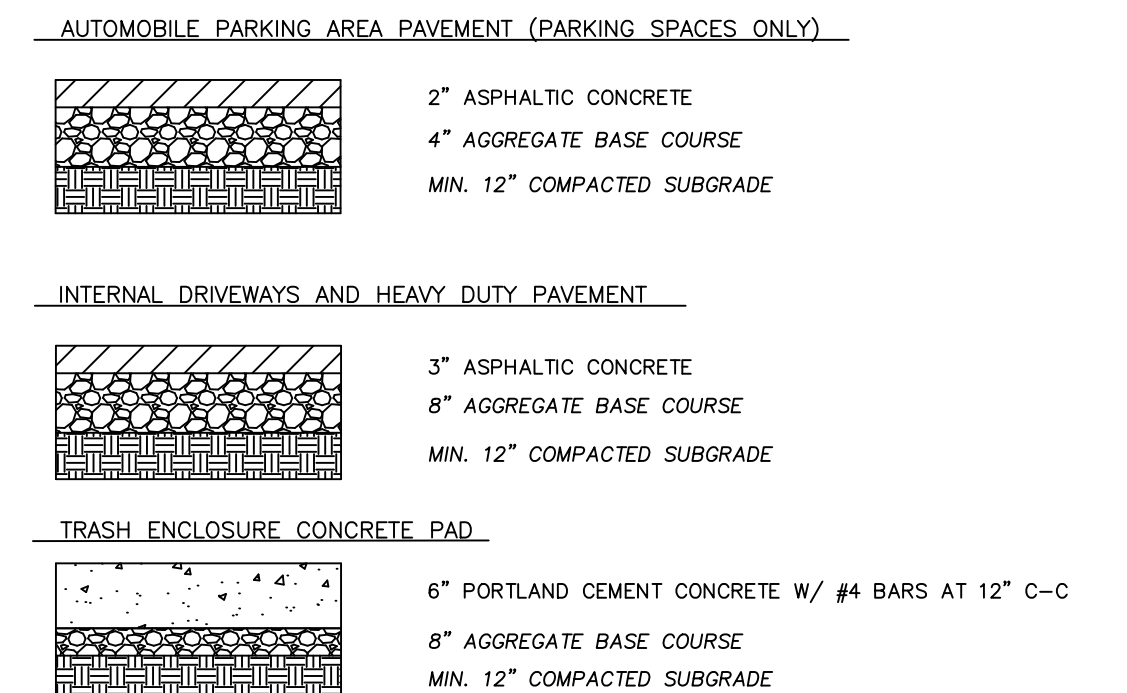 AUTOMOBILE PARKING AREA PAVEMENT (PARKING SPACES ONLY)
2” ASPHALTIC CONCRETE
4” AGGREGATE BASE COURSE
MIN. 12” COMPACTED SUBGRADE
INTERNAL DRIVEWAYS AND HEAVY DUTY PAVEMENT
3” ASPHALTIC CONCRETE
8” AGGREGATE BASE COURSE
MIN. 12” COMPACTED SUBGRADE
TRASH ENCLOSURE CONCRETE PAD
6” PORTLAND CEMENT CONCRETE W/ #4 BARS AT 12” C–C
8” AGGREGATE BASE COURSE
MIN. 12” COMPACTED SUBGRADE